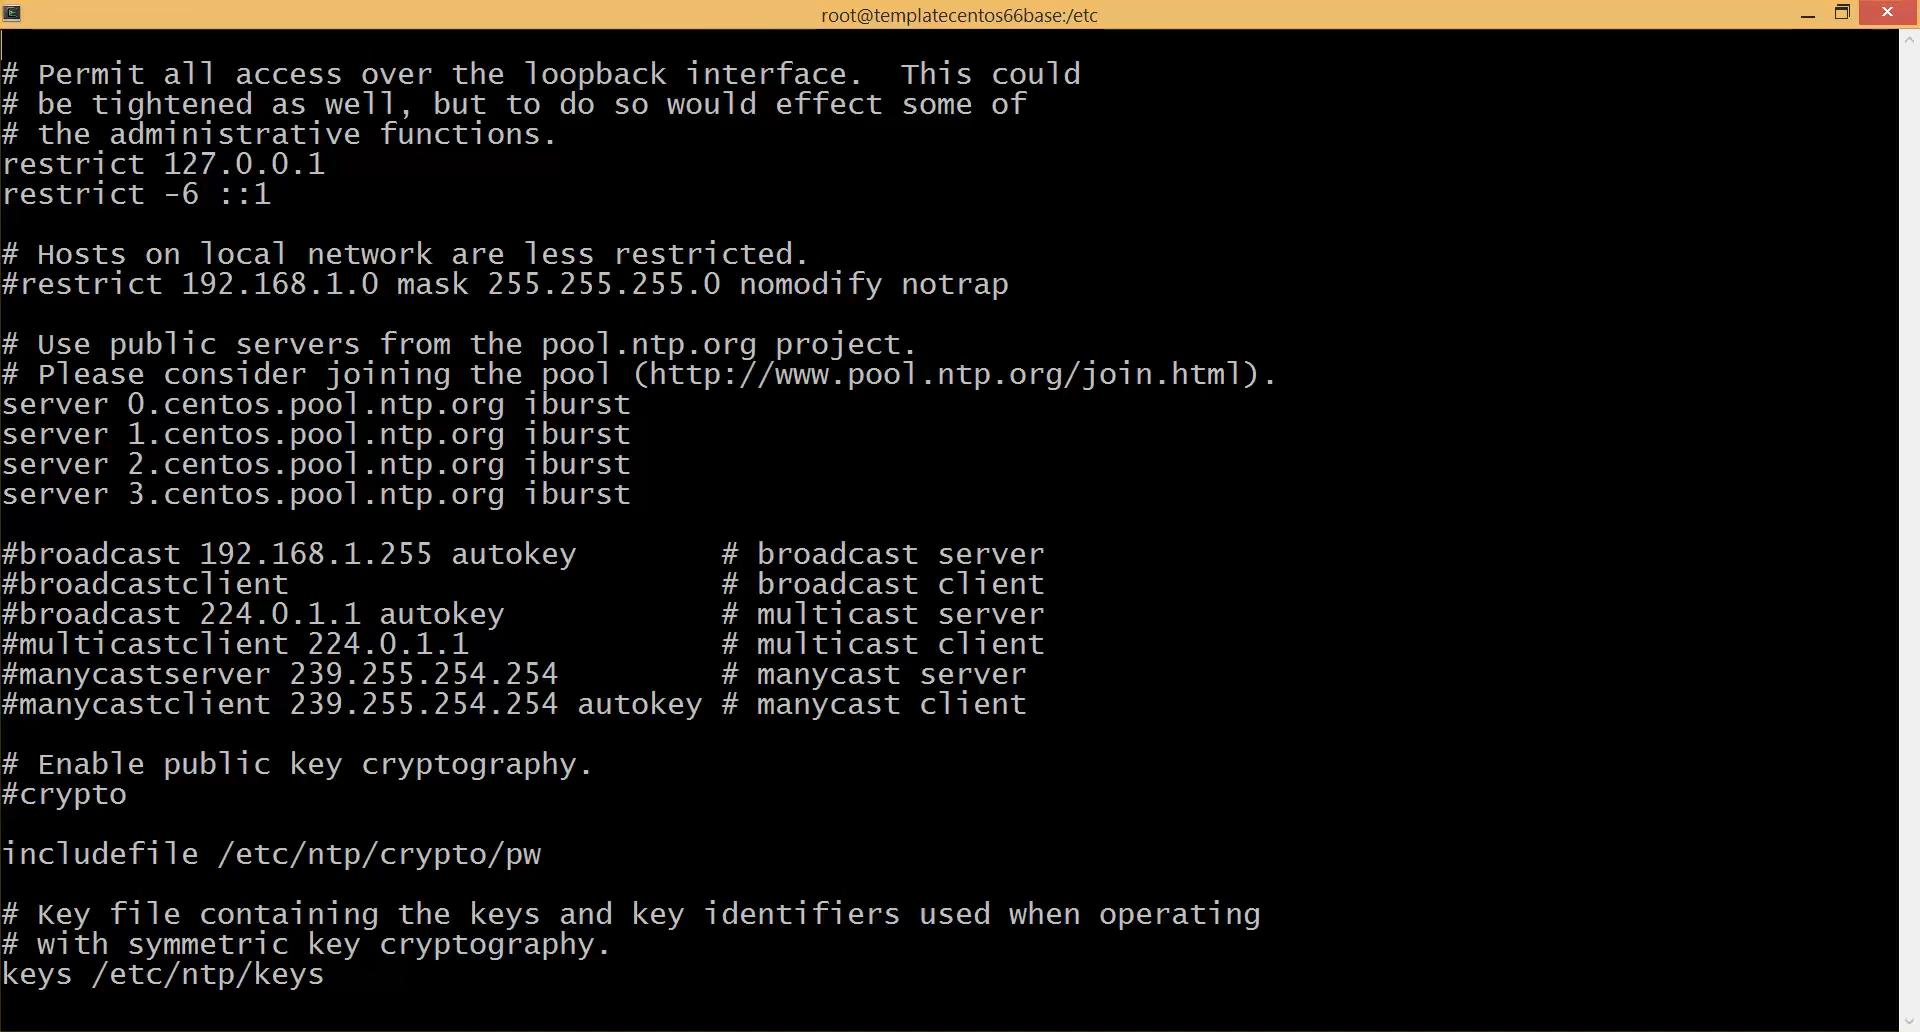 root@templatecentos66base:/etc
# Permit all access over the loopback interface.  This could
# be tightened as well, but to do so would effect some of
# the administrative functions.
restrict 127.0.0.1
restrict -6 ::1
# Hosts on local network are less restricted.
#restrict 192.168.1.0 mask 255.255.255.0 nomodify notrap
# Use public servers from the pool.ntp.org project.
# Please consider joining the pool (http://www.pool.ntp.org/join.html).
server 0.centos.pool.ntp.org iburst
server 1.centos.pool.ntp.org iburst
server 2.centos.pool.ntp.org iburst
server 3.centos.pool.ntp.org iburst
#broadcast 192.168.1.255 autokey        # broadcast server
#broadcastclient                        # broadcast client
#broadcast 224.0.1.1 autokey            # multicast server
#multicastclient 224.0.1.1              # multicast client
#manycastserver 239.255.254.254         # manycast server
#manycastclient 239.255.254.254 autokey # manycast client
# Enable public key cryptography.
#crypto
includefile /etc/ntp/crypto/pw
# Key file containing the keys and key identifiers used when operating
# with symmetric key cryptography.
keys /etc/ntp/keys